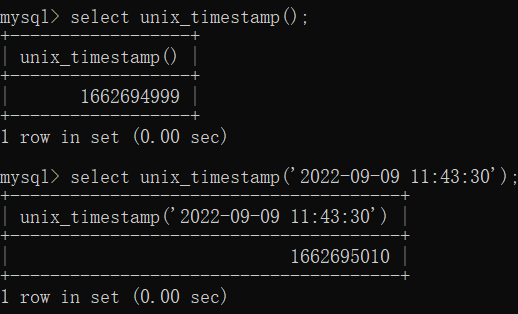 mysql> select unix_timestamp();
+------------------+
| unix_timestamp() |
+------------------+
|       1662694999 |
+------------------+
1 row in set (0.00 sec)
mysql> select unix_timestamp('2022-09-09 11:43:30');
+---------------------------------------+
| unix_timestamp('2022-09-09 11:43:30') |
+---------------------------------------+
|                            1662695010 |
+---------------------------------------+
1 row in set (0.00 sec)